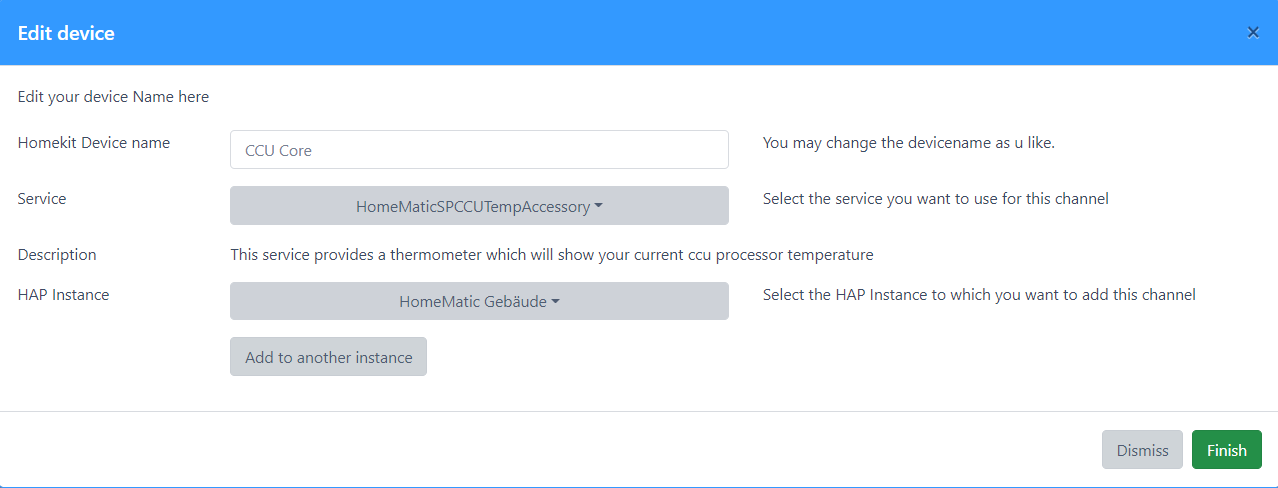 Edit device ×
Edit your device Name here
Homekit Device name CCU Core You may change the devicename as u like.
Service HomeMaticSPCCUTempAccessory Select the service you want to use for this channel
Description This service provides a thermometer which will show your current ccu processor temperature
HAP Instance HomeMatic Gebäude Select the HAP Instance to which you want to add this channel
Add to another instance
Dismiss Finish